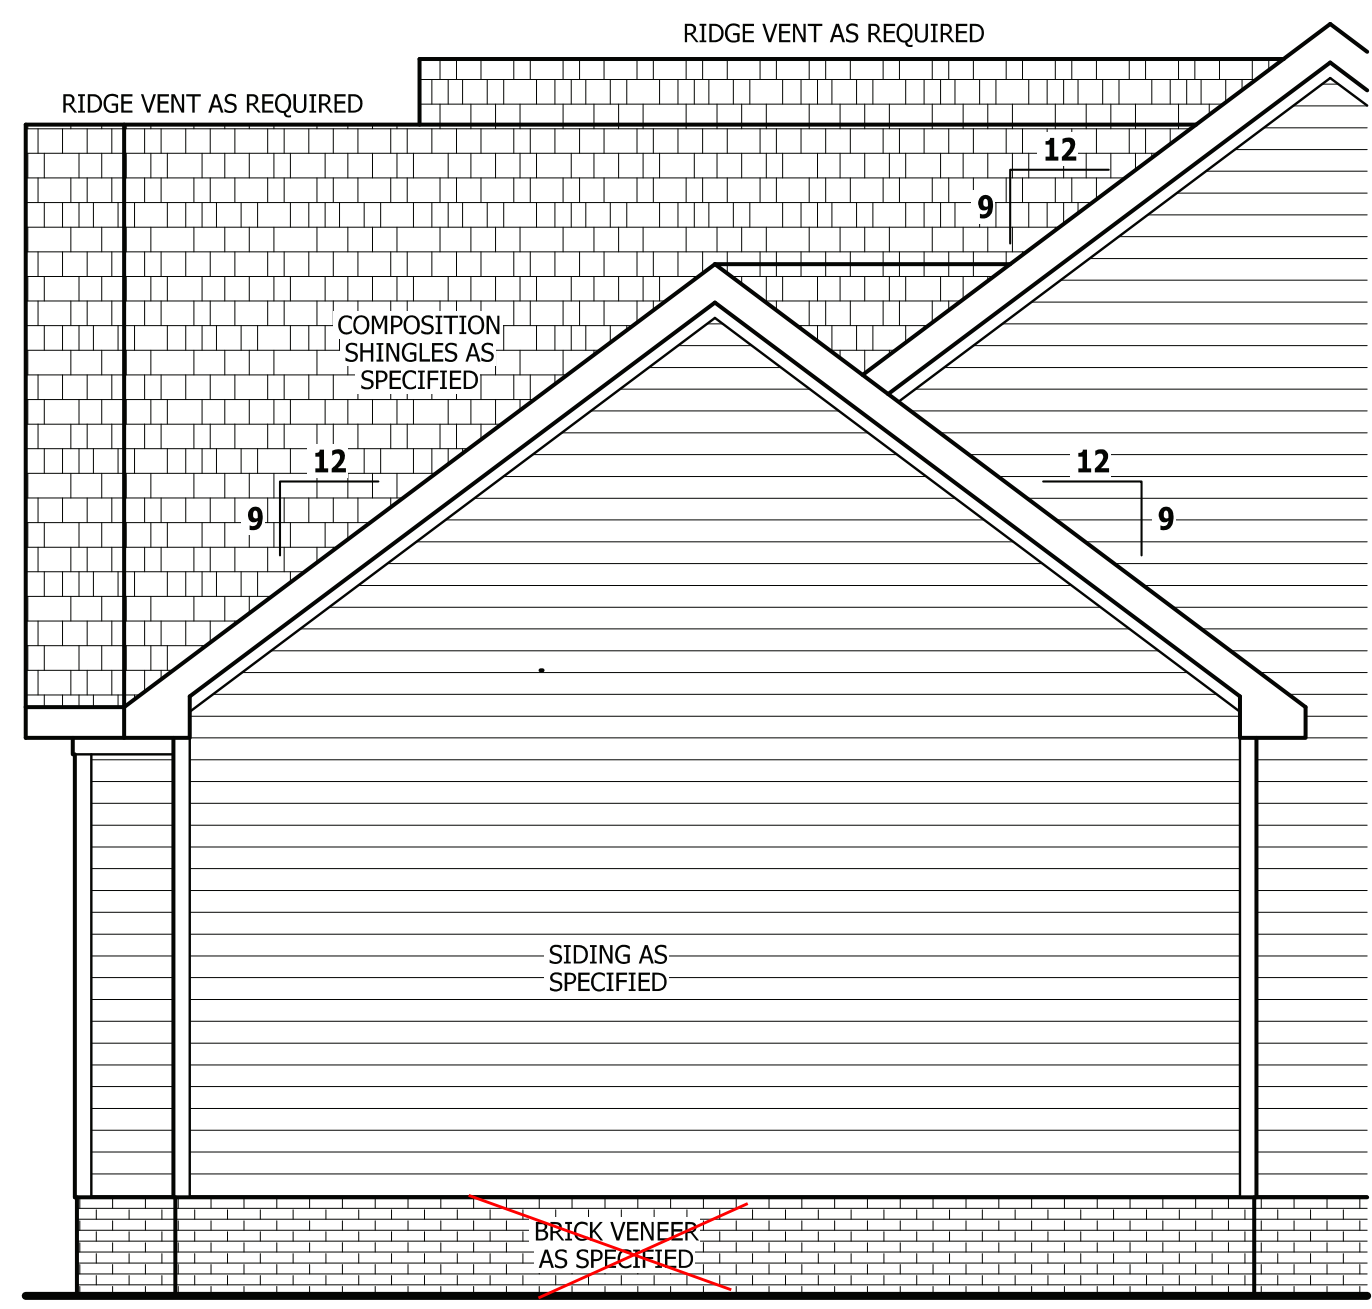 RIDGE VENT AS REQUIRED
RIDGE VENT AS REQUIRED
12
9
COMPOSITION
SHINGLES AS
SPECIFIED
12
9
12
9
SIDING AS
SPECIFIED
BRICK VENEER
AS SPECIFIED